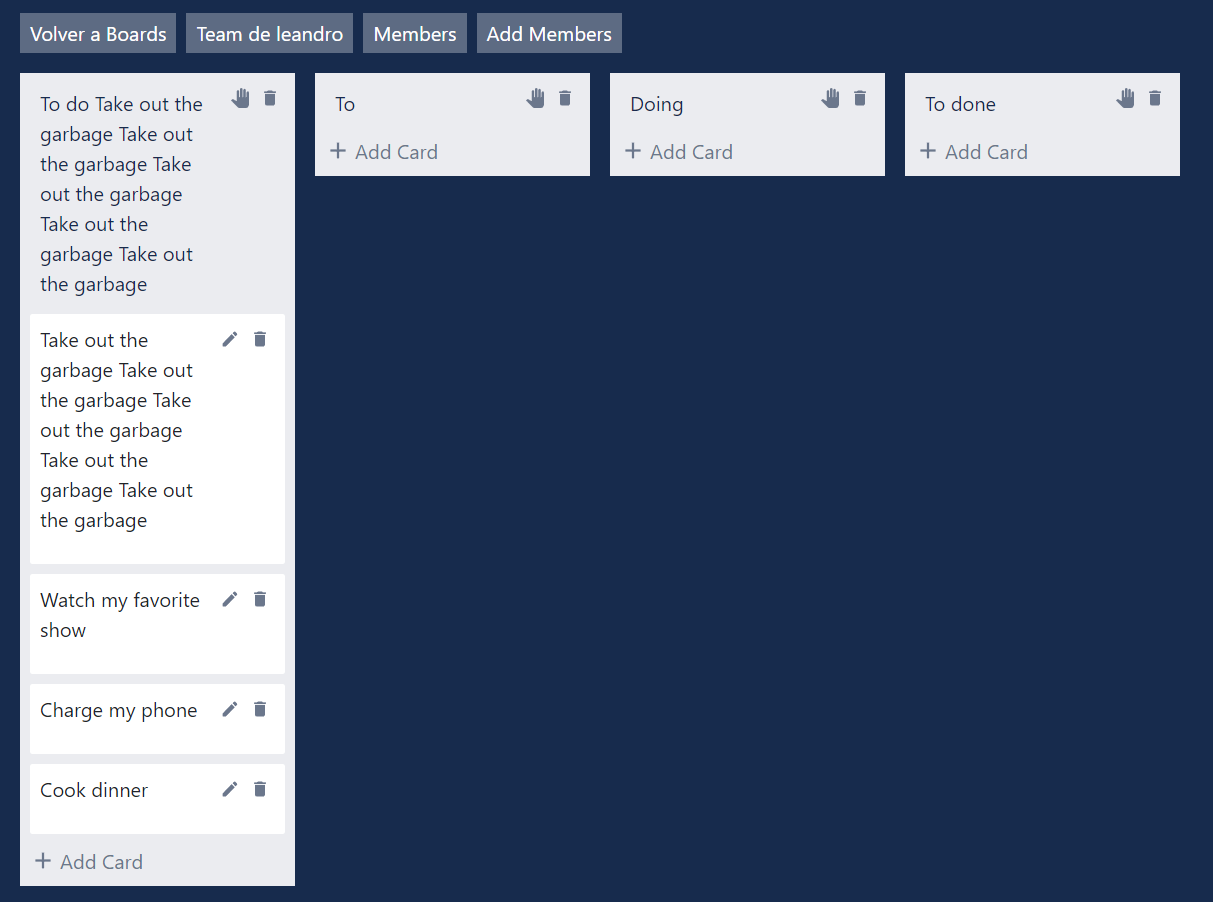 Volver a Boards
Team de leandro
Members
Add Members
To do Take out the
garbage Take out
the garbage Take
out the garbage
Take out the
garbage Take out
the garbage
Take out the
garbage Take out
the garbage Take
out the garbage
Take out the
garbage Take out
the garbage
Watch my favorite
show
Charge my phone
Cook dinner
+ Add Card
To
+ Add Card
Doing
+ Add Card
To done
+ Add Card